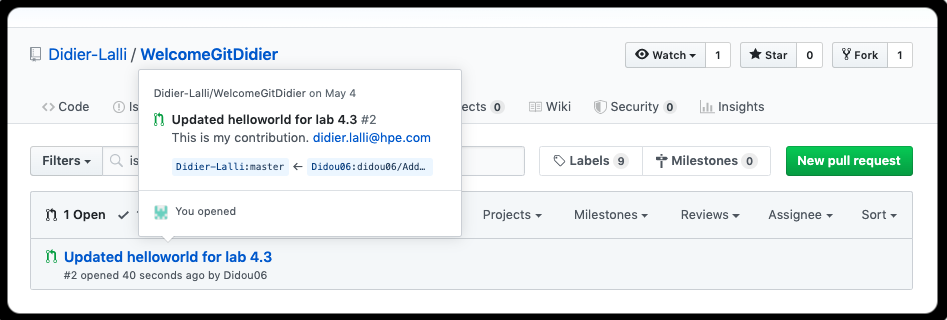 Didier-Lalli / WelcomeGitDidier
Watch 1
Star 0
Fork 1
Didier-Lalli/WelcomeGitDidier on May 4
Updated helloworld for lab 4.3 #2
This is my contribution. didier.lalli@hpe.com
Didier-Lalli:master ← Didou06:didou06/Add…
You opened
Code Is ects 0 Wiki Security 0 Insights
Filters is Labels 9 Milestones 0 New pull request
1 Open Projects Milestones Reviews Assignee Sort
Updated helloworld for lab 4.3
#2 opened 40 seconds ago by Didou06